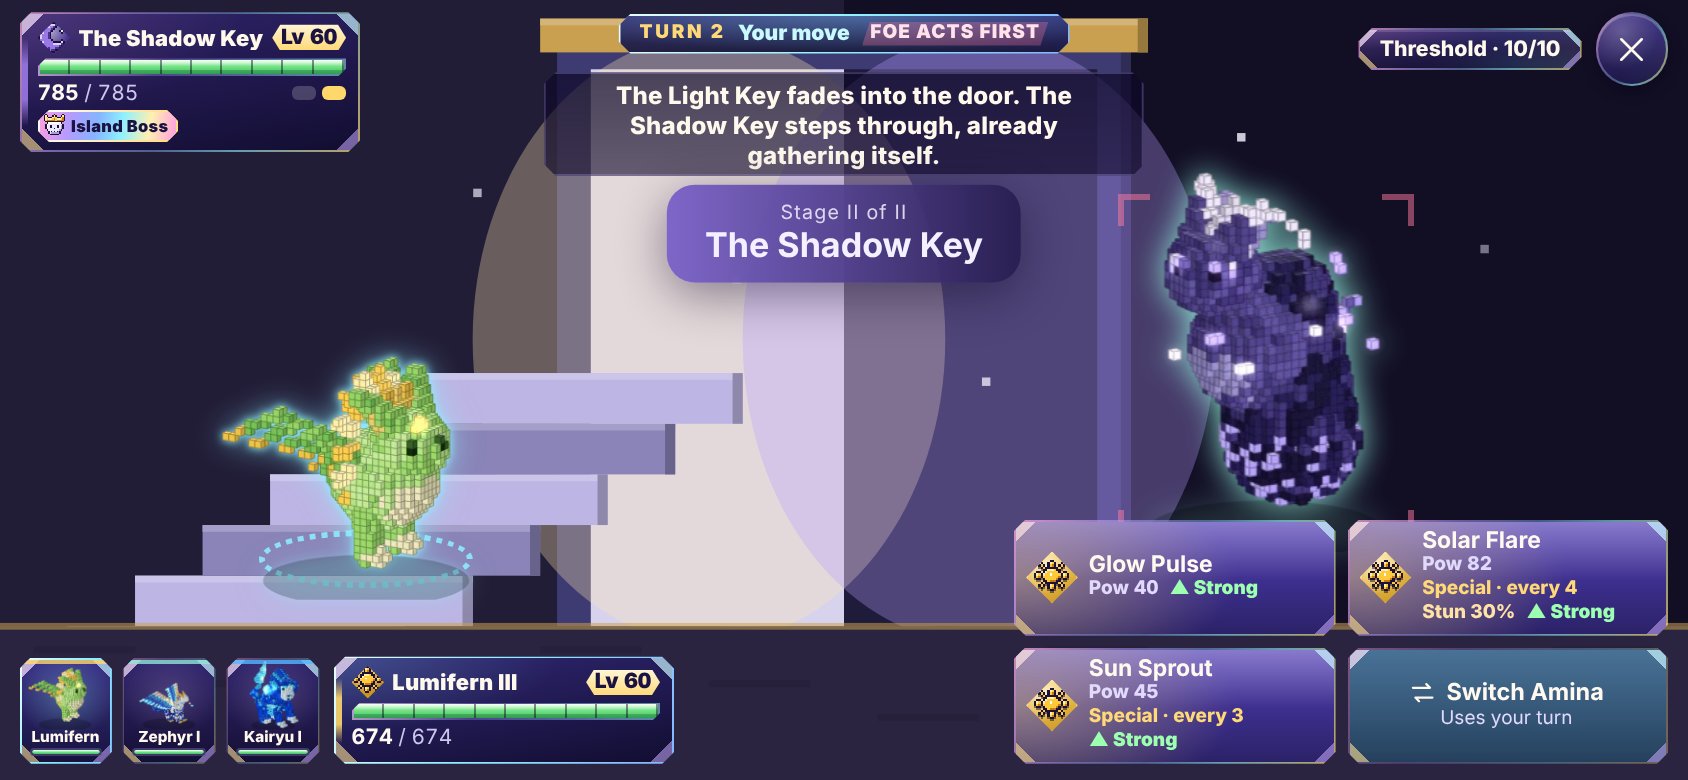 The Shadow Key Lv 60
785 / 785
Island Boss
TURN 2 Your move FOE ACTS FIRST
The Light Key fades into the door. The
Shadow Key steps through, already
gathering itself.
Stage II of II
The Shadow Key
Threshold · 10/10
Glow Pulse
Pow 40 ▲ Strong
Solar Flare
Pow 82
Special · every 4
Stun 30% ▲ Strong
Sun Sprout
Pow 45
Special · every 3
▲ Strong
Switch Amina
Uses your turn
Lumifern
Zephyr I
Kairyu I
Lumifern III Lv 60
674 / 674